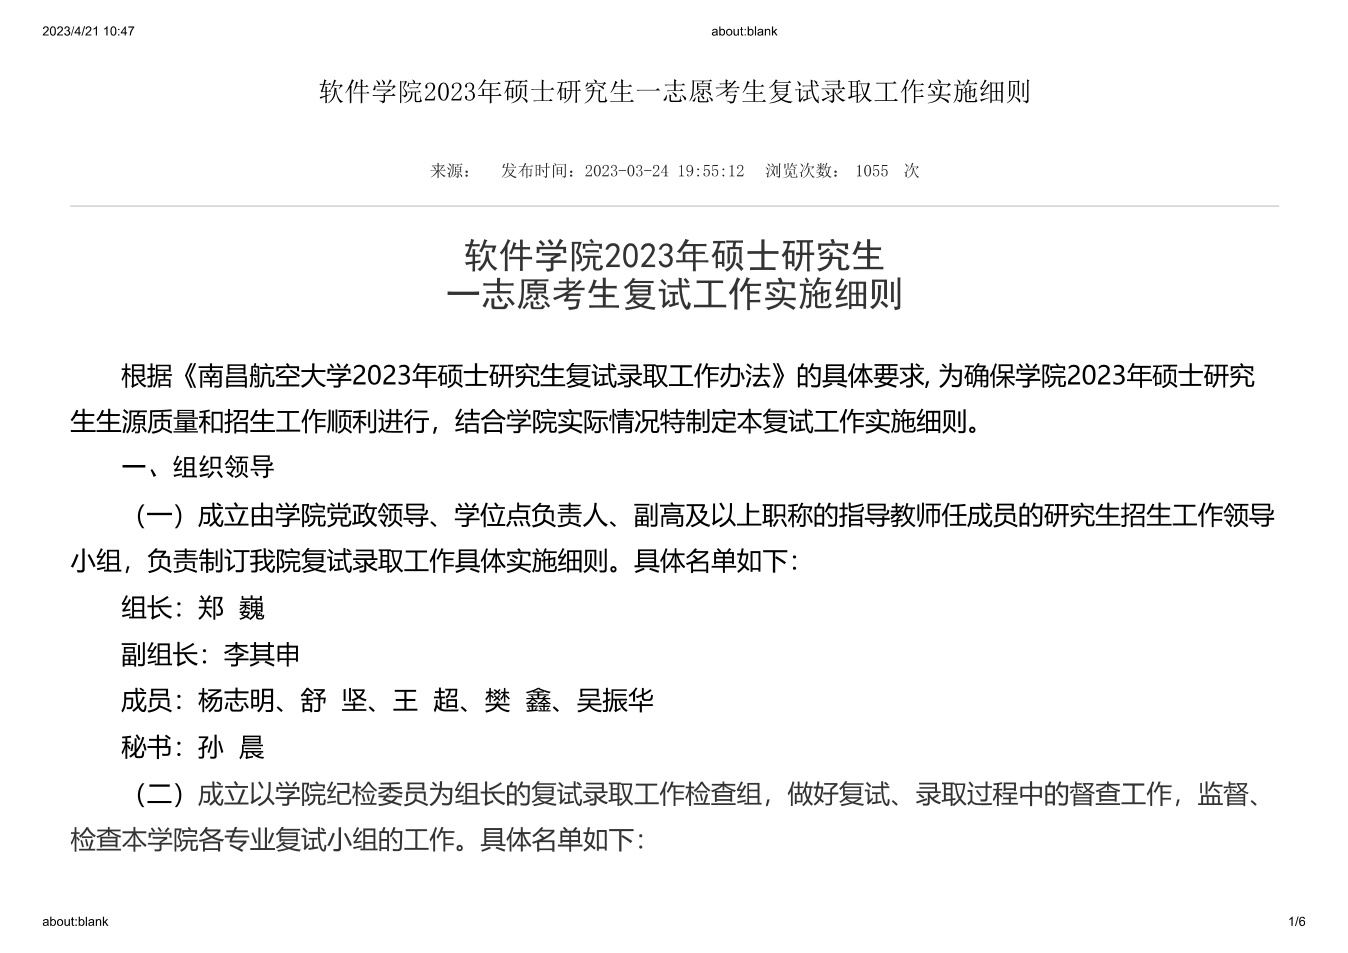 2023/4/21 10:47
about:blank
软件学院2023年硕士研究生一志愿考生复试录取工作实施细则
来源： 发布时间：2023-03-24 19:55:12 浏览次数： 1055 次
软件学院2023年硕士研究生
一志愿考生复试工作实施细则
根据《南昌航空大学2023年硕士研究生复试录取工作办法》的具体要求, 为确保学院2023年硕士研究
生生源质量和招生工作顺利进行，结合学院实际情况特制定本复试工作实施细则。
一、组织领导
（一）成立由学院党政领导、学位点负责人、副高及以上职称的指导教师任成员的研究生招生工作领导
小组，负责制订我院复试录取工作具体实施细则。具体名单如下：
组长：郑 巍
副组长：李其申
成员：杨志明、舒 坚、王 超、樊 鑫、吴振华
秘书：孙 晨
（二）成立以学院纪检委员为组长的复试录取工作检查组，做好复试、录取过程中的督查工作，监督、
检查本学院各专业复试小组的工作。具体名单如下：
about:blank
1/6